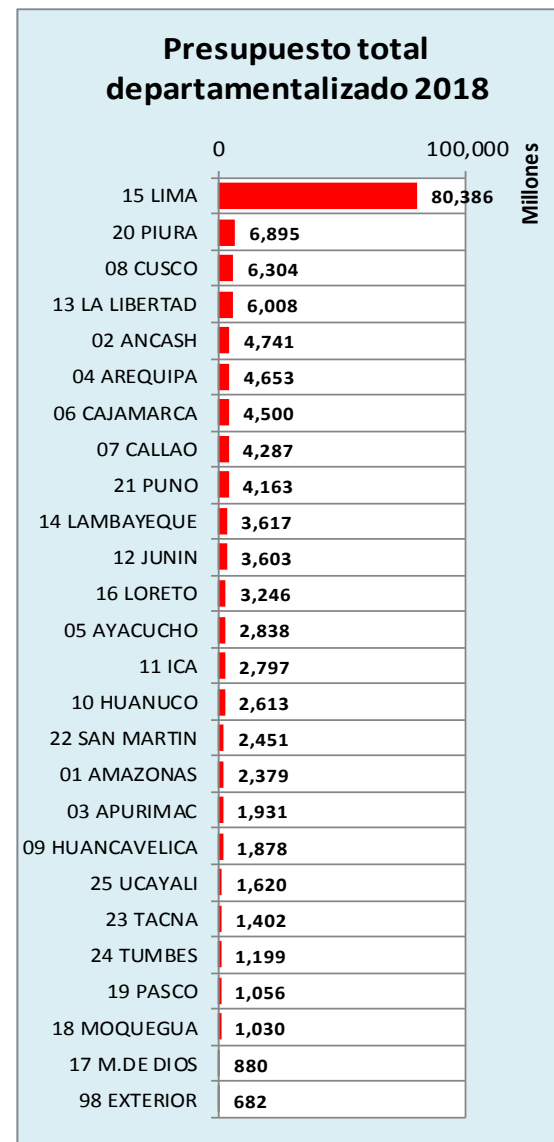 Presupuesto total
departamentalizado 2018
0 100,000
Millones
15 LIMA 80,386
20 PIURA 6,895
08 CUSCO 6,304
13 LA LIBERTAD 6,008
02 ANCASH 4,741
04 AREQUIPA 4,653
06 CAJAMARCA 4,500
07 CALLAO 4,287
21 PUNO 4,163
14 LAMBAYEQUE 3,617
12 JUNIN 3,603
16 LORETO 3,246
05 AYACUCHO 2,838
11 ICA 2,797
10 HUANUCO 2,613
22 SAN MARTIN 2,451
01 AMAZONAS 2,379
03 APURIMAC 1,931
09 HUANCAVELICA 1,878
25 UCAYALI 1,620
23 TACNA 1,402
24 TUMBES 1,199
19 PASCO 1,056
18 MOQUEGUA 1,030
17 M.DE DIOS 880
98 EXTERIOR 682